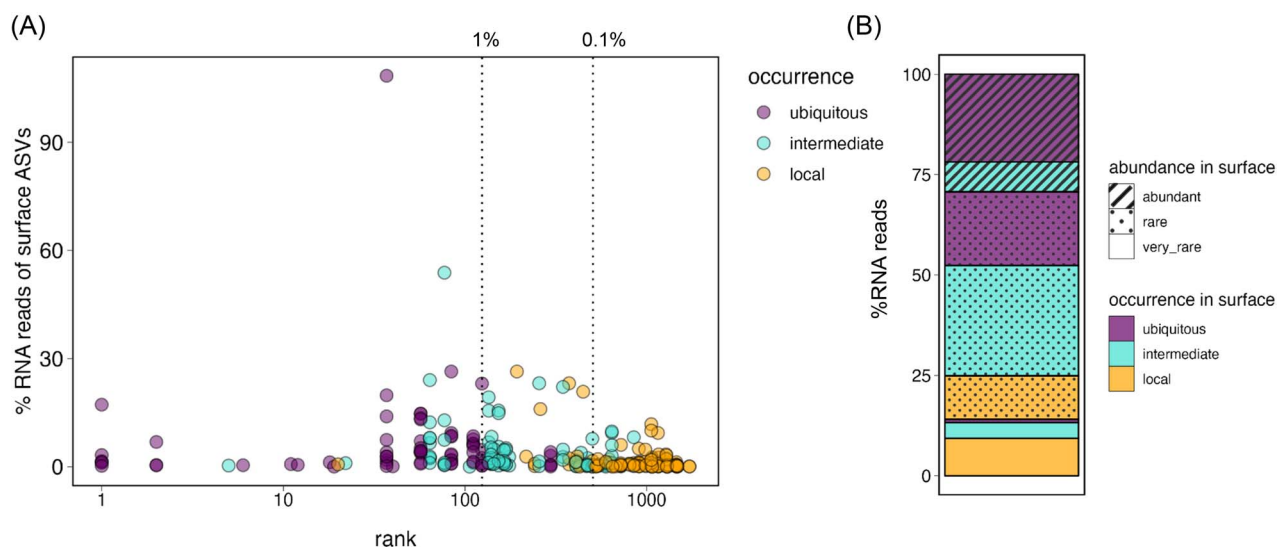 (A)
1%
0.1%
% RNA reads of surface ASVs
90
60
30
0
1
10
100
1000
rank
occurrence
ubiquitous
intermediate
local
(B)
100
75
50
25
0
%RNA reads
abundance in surface
abundant
rare
very_rare
occurrence in surface
ubiquitous
intermediate
local